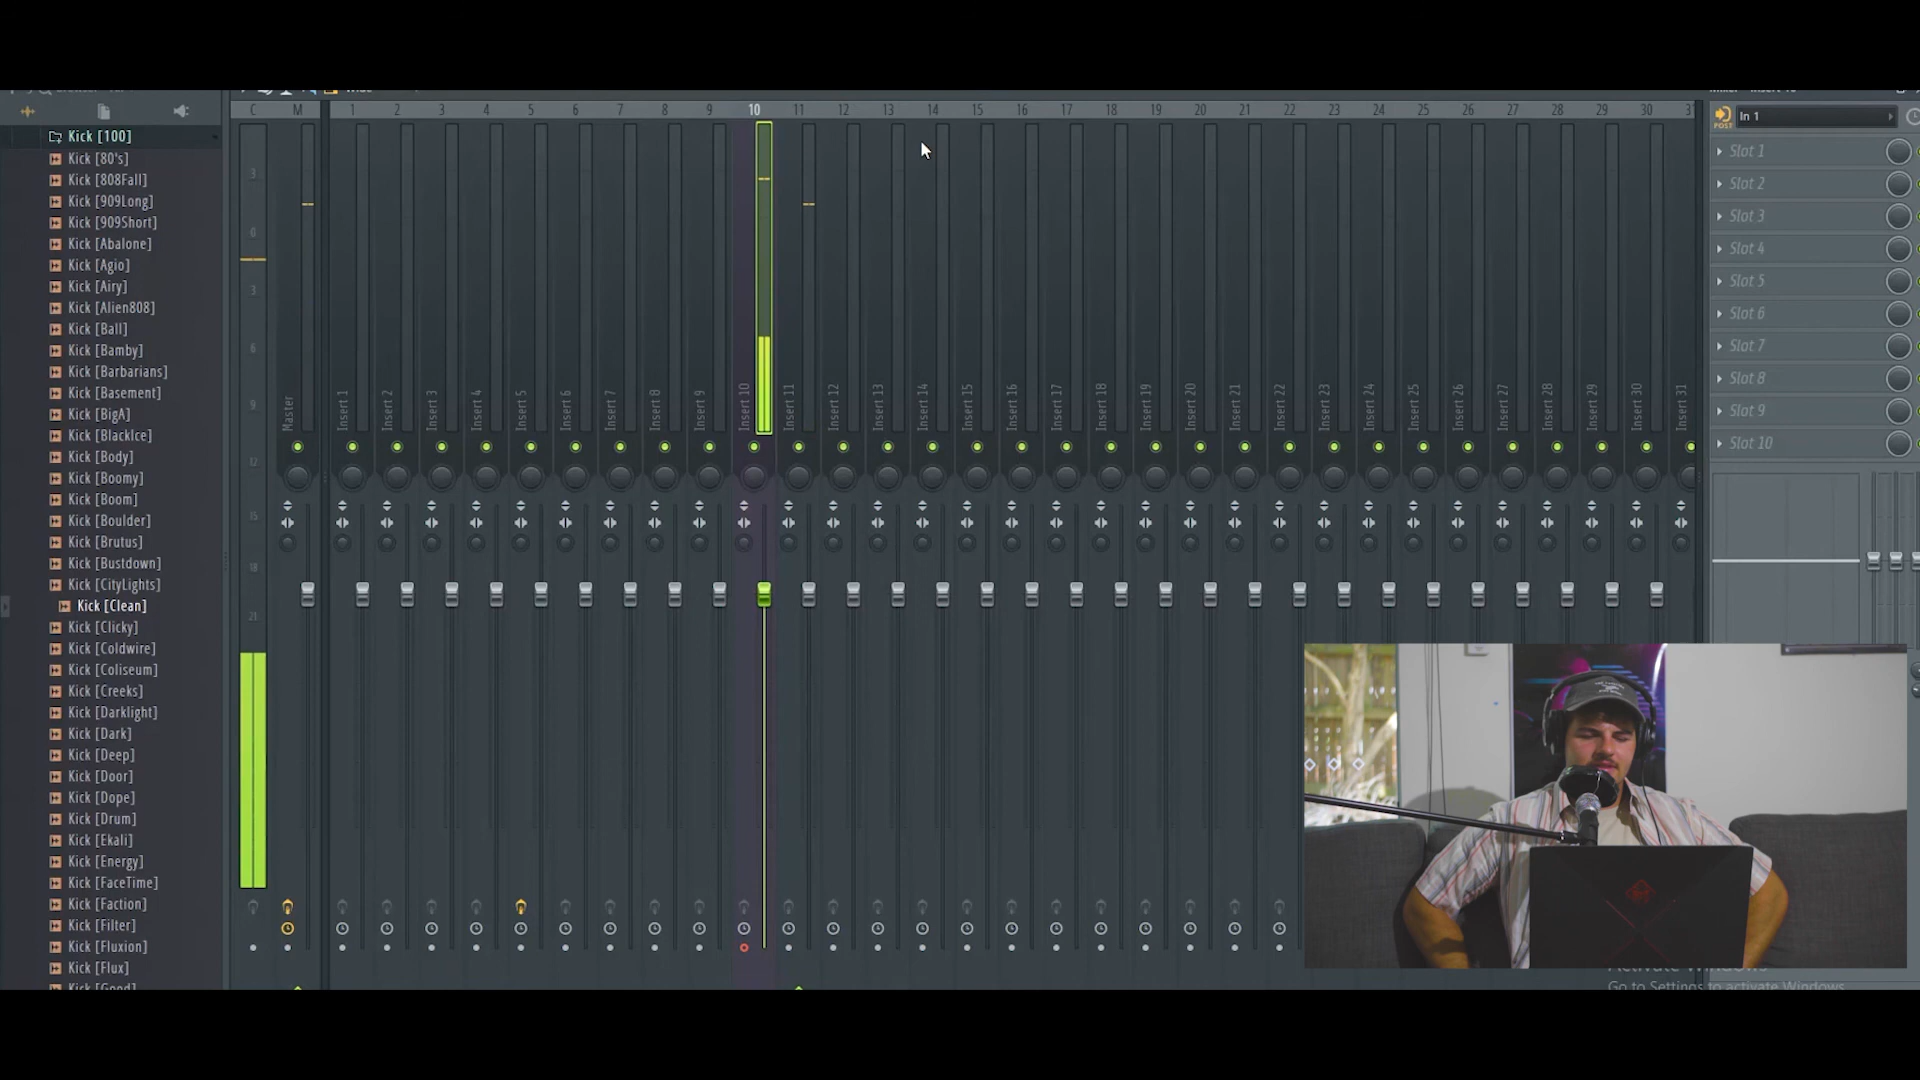 C M 1 2 3 4 5 6 7 8 9 10 11 12 13 14 15 16 17 18 19 20 21 22 23 24 25 26 27 28 29 30 31
Kick [100]
Kick [80's]
Kick [808Fall]
Kick [909Long]
Kick [909Short]
Kick [Abalone]
Kick [Agio]
Kick [Airy]
Kick [Alien808]
Kick [Ball]
Kick [Bamby]
Kick [Barbarians]
Kick [Basement]
Kick [BigA]
Kick [BlackIce]
Kick [Body]
Kick [Boomy]
Kick [Boom]
Kick [Boulder]
Kick [Brutus]
Kick [Bustdown]
Kick [CityLights]
Kick [Clean]
Kick [Clicky]
Kick [Coldwire]
Kick [Coliseum]
Kick [Creeks]
Kick [Darklight]
Kick [Dark]
Kick [Deep]
Kick [Door]
Kick [Dope]
Kick [Drum]
Kick [Ekali]
Kick [Energy]
Kick [FaceTime]
Kick [Faction]
Kick [Filter]
Kick [Fluxion]
Kick [Flux]
Kick [Good]
3
0
3
6
9
12
15
18
21
Master
Insert 1
Insert 2
Insert 3
Insert 4
Insert 5
Insert 6
Insert 7
Insert 8
Insert 9
Insert 10
Insert 11
Insert 12
Insert 13
Insert 14
Insert 15
Insert 16
Insert 17
Insert 18
Insert 19
Insert 20
Insert 21
Insert 22
Insert 23
Insert 24
Insert 25
Insert 26
Insert 27
Insert 28
Insert 29
Insert 30
Insert 31
POST
In 1
Slot 1
Slot 2
Slot 3
Slot 4
Slot 5
Slot 6
Slot 7
Slot 8
Slot 9
Slot 10
Activate Windows
Go to Settings to activate Windows.